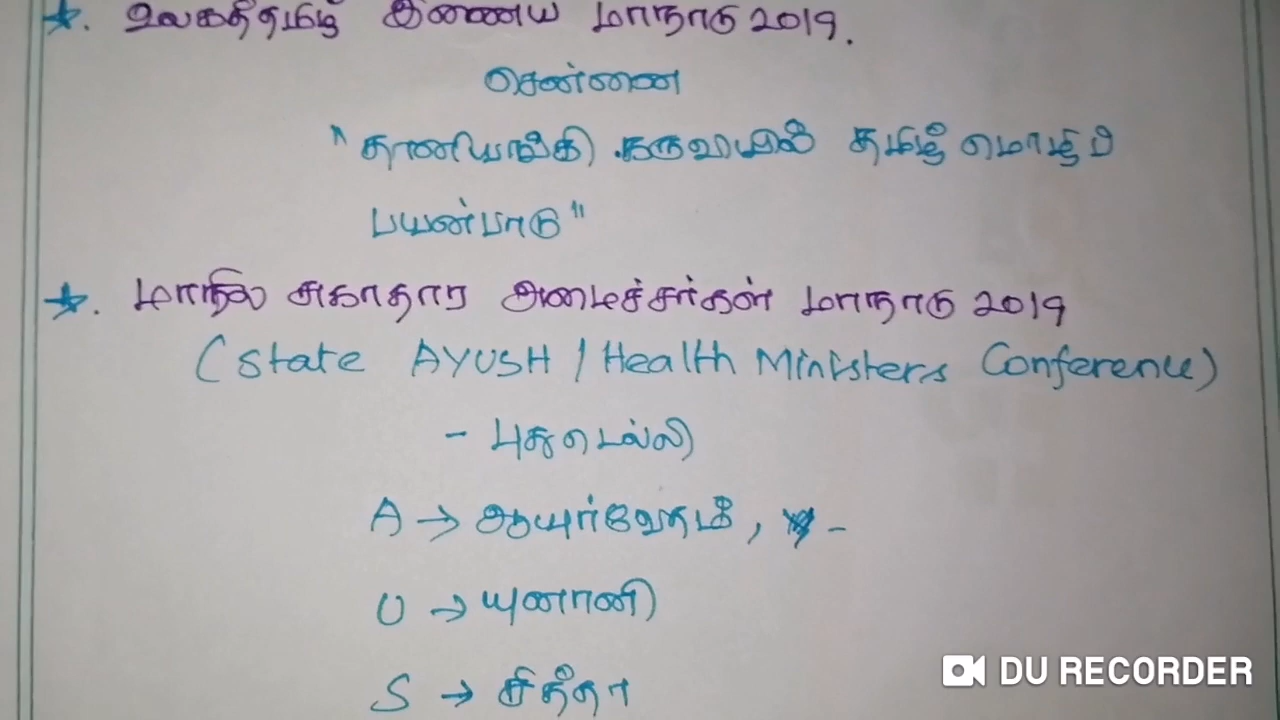 ★. உலகத்தமிழ் இணைய மாநாடு 2019.
சென்னை
"தானியங்கி கருவியில் தமிழ் மொழிப்
பயன்பாடு"
★. மாநில சுகாதார அமைச்சர்கள் மாநாடு 2019
(State AYUSH / Health Ministers Conference)
- புதுடெல்லி
A → ஆயுர்வேதம், -
U → யுனானி
S → சித்தா
DU RECORDER